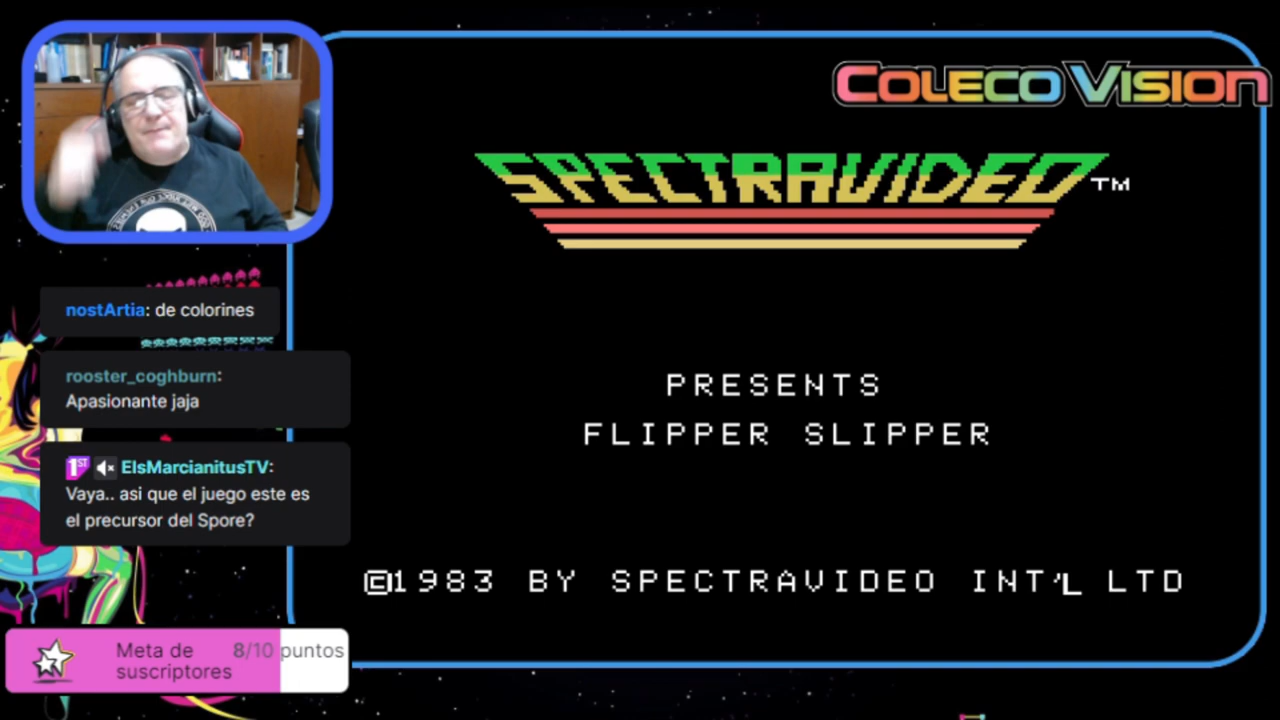 COLECOVISION
SPECTRAVIDEO™
PRESENTS
FLIPPER SLIPPER
©1983 BY SPECTRAVIDEO INT'L LTD
nostArtia: de colorines
rooster_coghburn:
Apasionante jaja
1ST ElsMarcianitusTV:
Vaya.. asi que el juego este es
el precursor del Spore?
Meta de 8/10 puntos
suscriptores